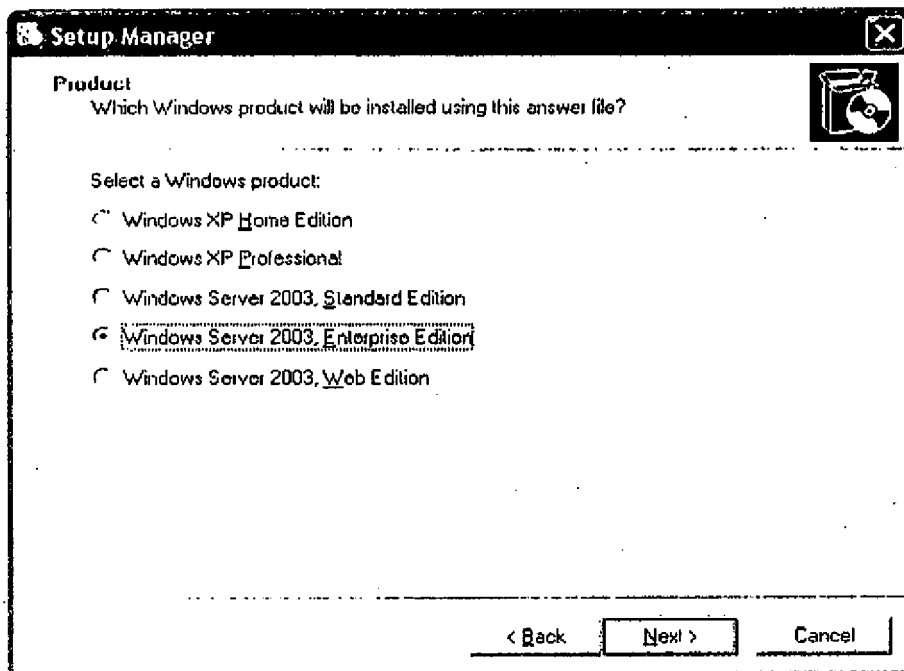 Setup Manager
Product
Which Windows product will be installed using this answer file?
Select a Windows product:
Windows XP Home Edition
Windows XP Professional
Windows Server 2003, Standard Edition
Windows Server 2003, Enterprise Edition
Windows Server 2003, Web Edition
< Back Next > Cancel